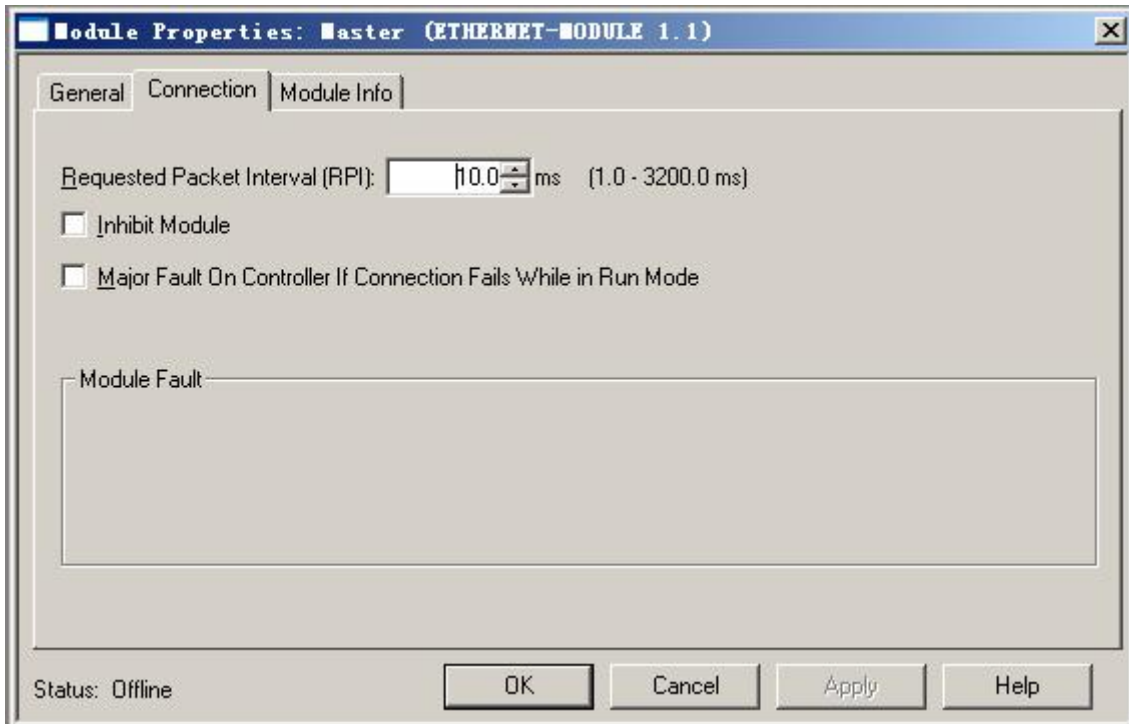 Module Properties: Master (ETHERNET-MODULE 1.1)
General Connection Module Info
Requested Packet Interval (RPI): 10.0 ms (1.0 - 3200.0 ms)
Inhibit Module
Major Fault On Controller If Connection Fails While in Run Mode
Module Fault
Status: Offline OK Cancel Apply Help